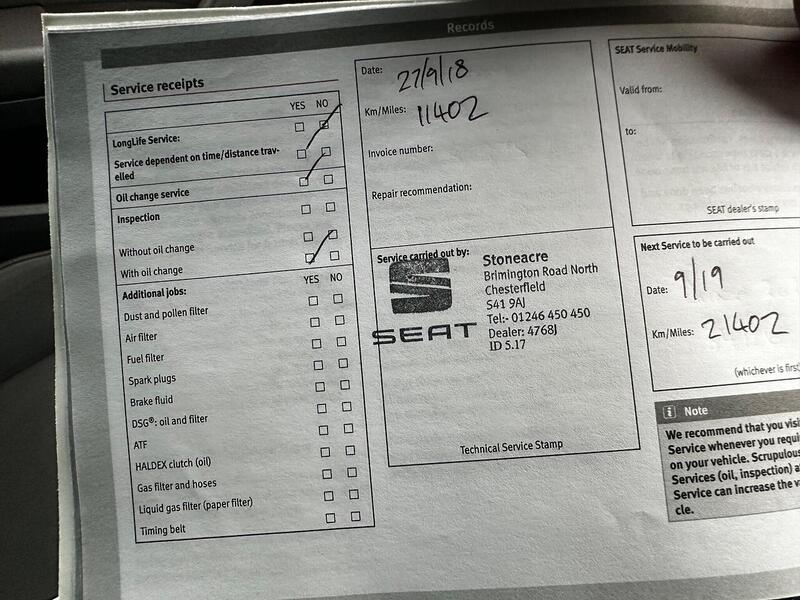 Records
Service receipts
YES NO
LongLife Service:
Service dependent on time/distance trav-
elled
Oil change service
Inspection
Without oil change
With oil change
Additional jobs: YES NO
Dust and pollen filter
Air filter
Fuel filter
Spark plugs
Brake fluid
DSG®: oil and filter
ATF
HALDEX clutch (oil)
Gas filter and hoses
Liquid gas filter (paper filter)
Timing belt
Date: 27/9/18
Km/Miles: 11402
Invoice number:
Repair recommendation:
Service carried out by:
SEAT
Stoneacre
Brimington Road North
Chesterfield
S41 9AJ
Tel:- 01246 450 450
Dealer: 4768J
ID 5.17
Technical Service Stamp
SEAT Service Mobility
Valid from:
to:
SEAT dealer's stamp
Next Service to be carried out
Date: 9/19
Km/Miles: 21402
(whichever is first)
i Note
We recommend that you visi
Service whenever you requi
on your vehicle. Scrupulous
Services (oil, inspection) a
Service can increase the va
cle.